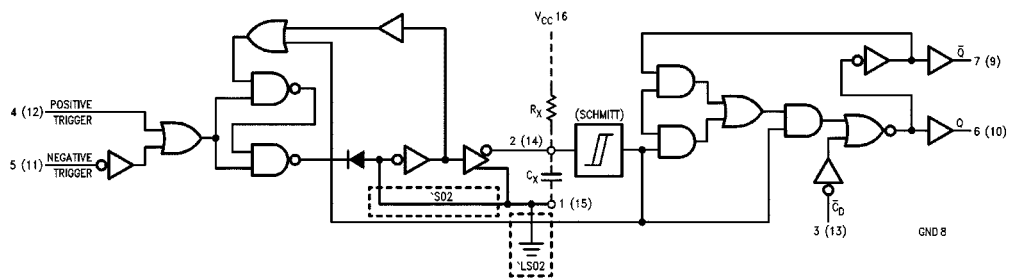 VCC 16
4 (12) POSITIVE
TRIGGER
5 (11) NEGATIVE
TRIGGER
RX
(SCHMITT)
2 (14)
CX
1 (15)
'S02
'LS02
Q̄
7 (9)
Q
6 (10)
C̄D
3 (13)
GND 8